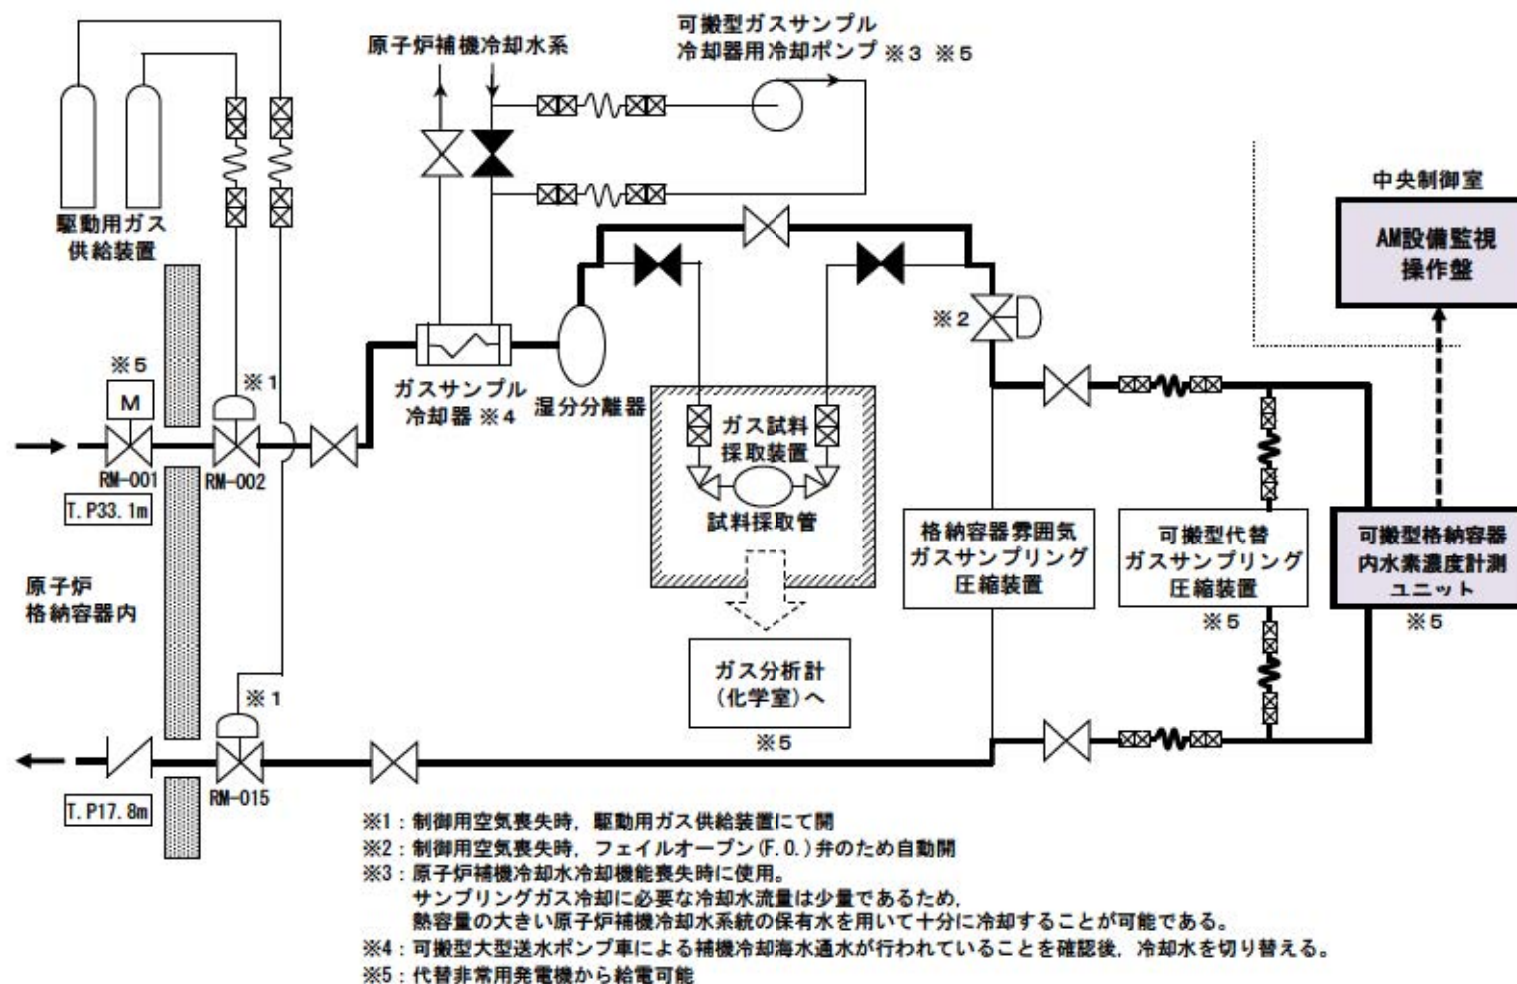 原子炉補機冷却水系
可搬型ガスサンプル
冷却器用冷却ポンプ ※3 ※5
駆動用ガス
供給装置
中央制御室
AM設備監視
操作盤
※2
※5
M
※1
ガスサンプル
冷却器 ※4
湿分分離器
RM-001
RM-002
T.P33.1m
ガス試料
採取装置
試料採取管
格納容器雰囲気
ガスサンプリング
圧縮装置
可搬型代替
ガスサンプリング
圧縮装置
※5
可搬型格納容器
内水素濃度計測
ユニット
※5
原子炉
格納容器内
ガス分析計
(化学室)へ
※5
※1
RM-015
T.P17.8m
※1：制御用空気喪失時，駆動用ガス供給装置にて開
※2：制御用空気喪失時，フェイルオープン(F.O.)弁のため自動開
※3：原子炉補機冷却水冷却機能喪失時に使用。
サンプリングガス冷却に必要な冷却水流量は少量であるため，
熱容量の大きい原子炉補機冷却水系統の保有水を用いて十分に冷却することが可能である。
※4：可搬型大型送水ポンプ車による補機冷却海水通水が行われていることを確認後，冷却水を切り替える。
※5：代替非常用発電機から給電可能